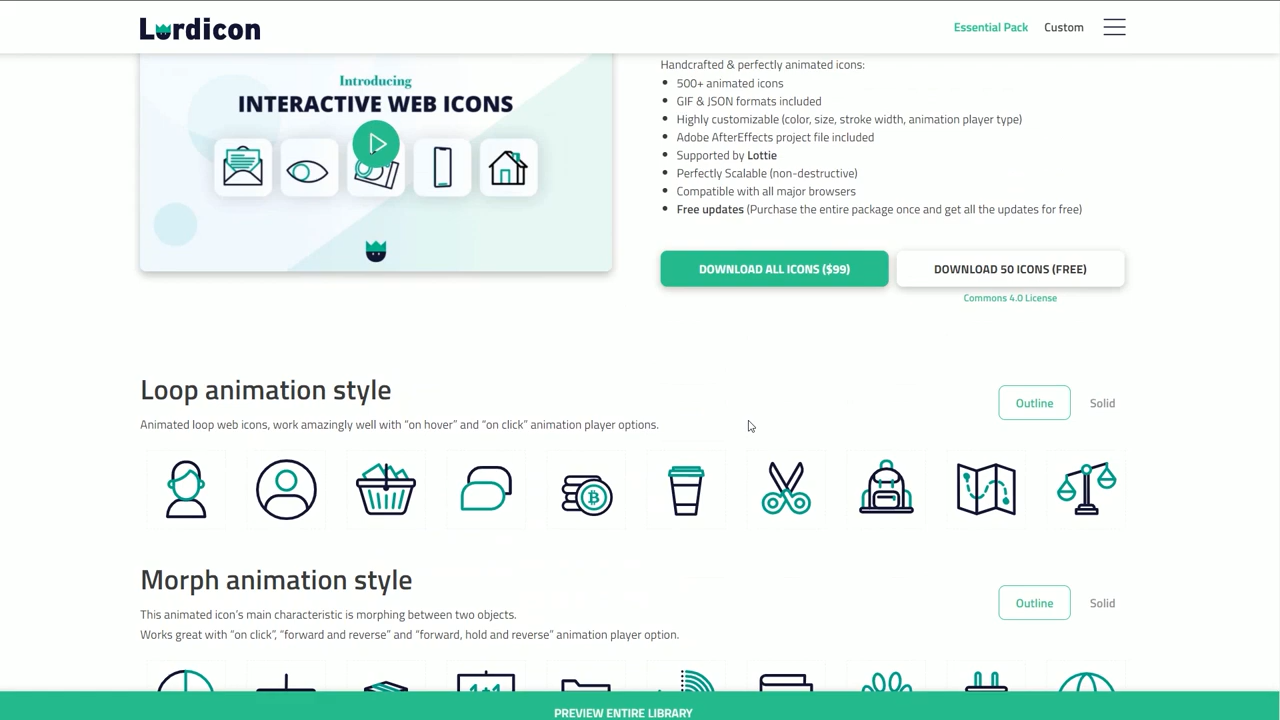 Lordicon
Essential Pack
Custom
Introducing
INTERACTIVE WEB ICONS
Handcrafted & perfectly animated icons:
500+ animated icons
GIF & JSON formats included
Highly customizable (color, size, stroke width, animation player type)
Adobe AfterEffects project file included
Supported by Lottie
Perfectly Scalable (non-destructive)
Compatible with all major browsers
Free updates (Purchase the entire package once and get all the updates for free)
DOWNLOAD ALL ICONS ($99)
DOWNLOAD 50 ICONS (FREE)
Commons 4.0 License
Loop animation style
Animated loop web icons, work amazingly well with “on hover” and “on click” animation player options.
Outline
Solid
Morph animation style
This animated icon’s main characteristic is morphing between two objects.
Works great with “on click”, “forward and reverse” and “forward, hold and reverse” animation player option.
Outline
Solid
1+1
PREVIEW ENTIRE LIBRARY